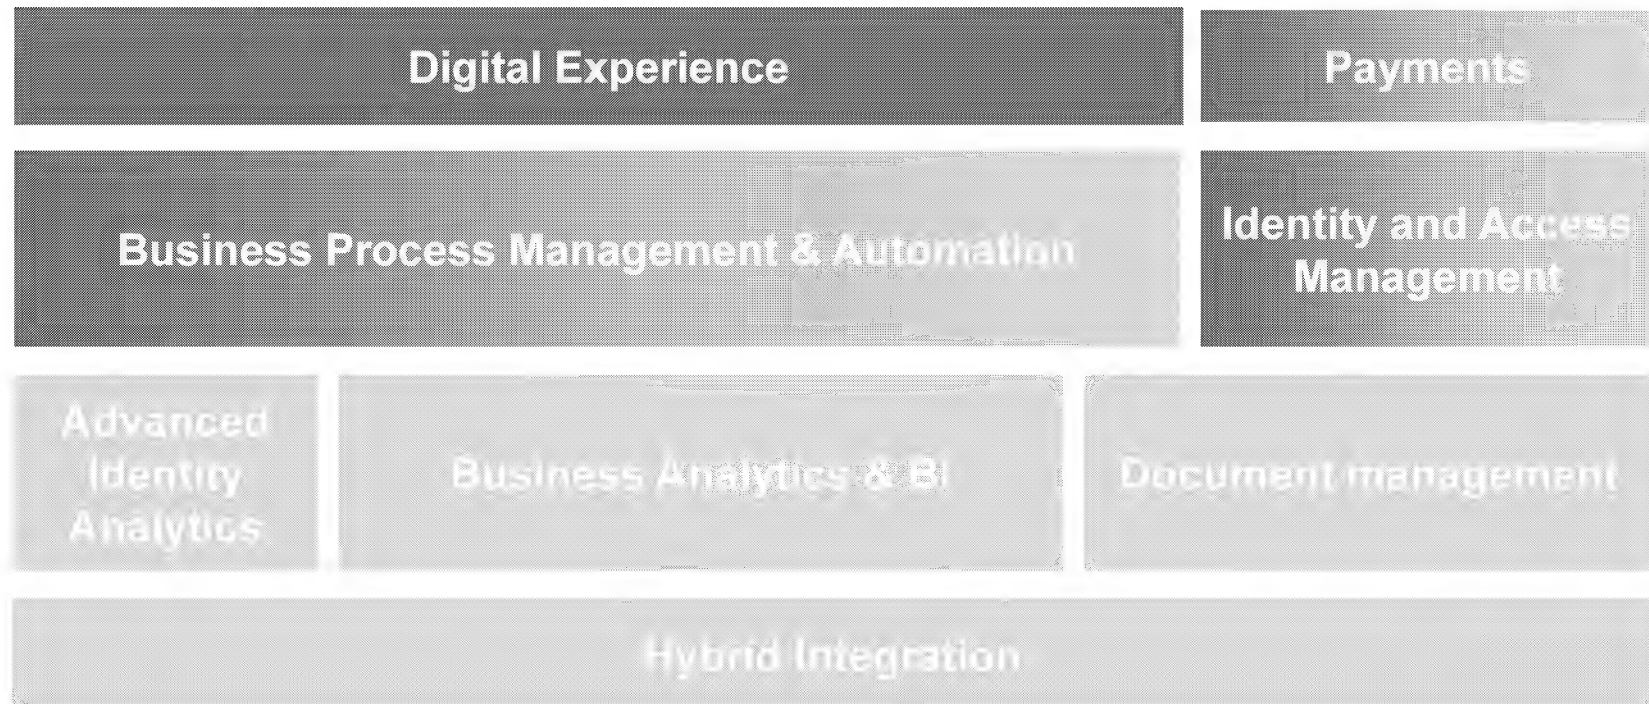 Digital Experience
Payments
Business Process Management & Automation
Identity and Access
Management
Advanced
Identity
Analytics
Business Analytics & BI
Document management
Hybrid Integration